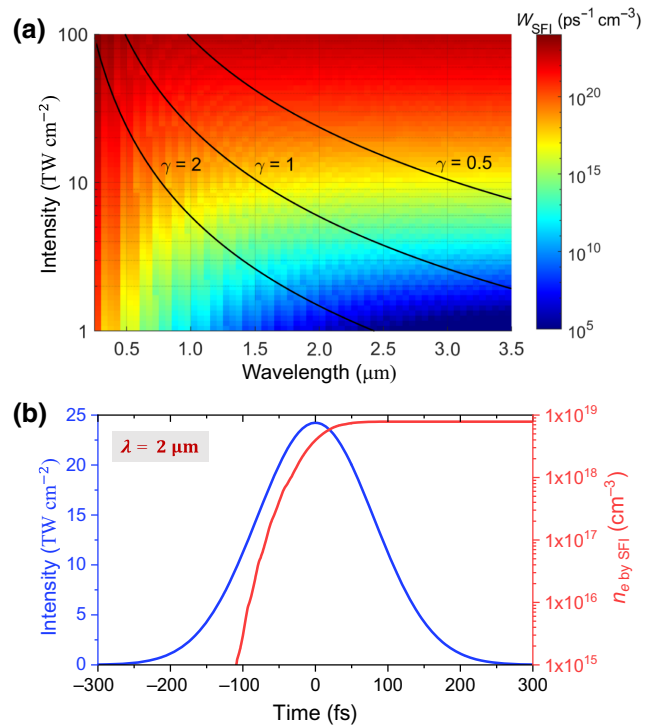 (a)
W_SFI (ps⁻¹ cm⁻³)
Intensity (TW cm⁻²)
100
10
1
γ = 2
γ = 1
γ = 0.5
0.5 1.0 1.5 2.0 2.5 3.0 3.5
Wavelength (μm)
10²⁰
10¹⁵
10¹⁰
10⁵
(b)
λ = 2 μm
Intensity (TW cm⁻²)
25
20
15
10
5
0
−300 −200 −100 0 100 200 300
Time (fs)
1x10¹⁹
1x10¹⁸
1x10¹⁷
1x10¹⁶
1x10¹⁵
n_e by SFI (cm⁻³)